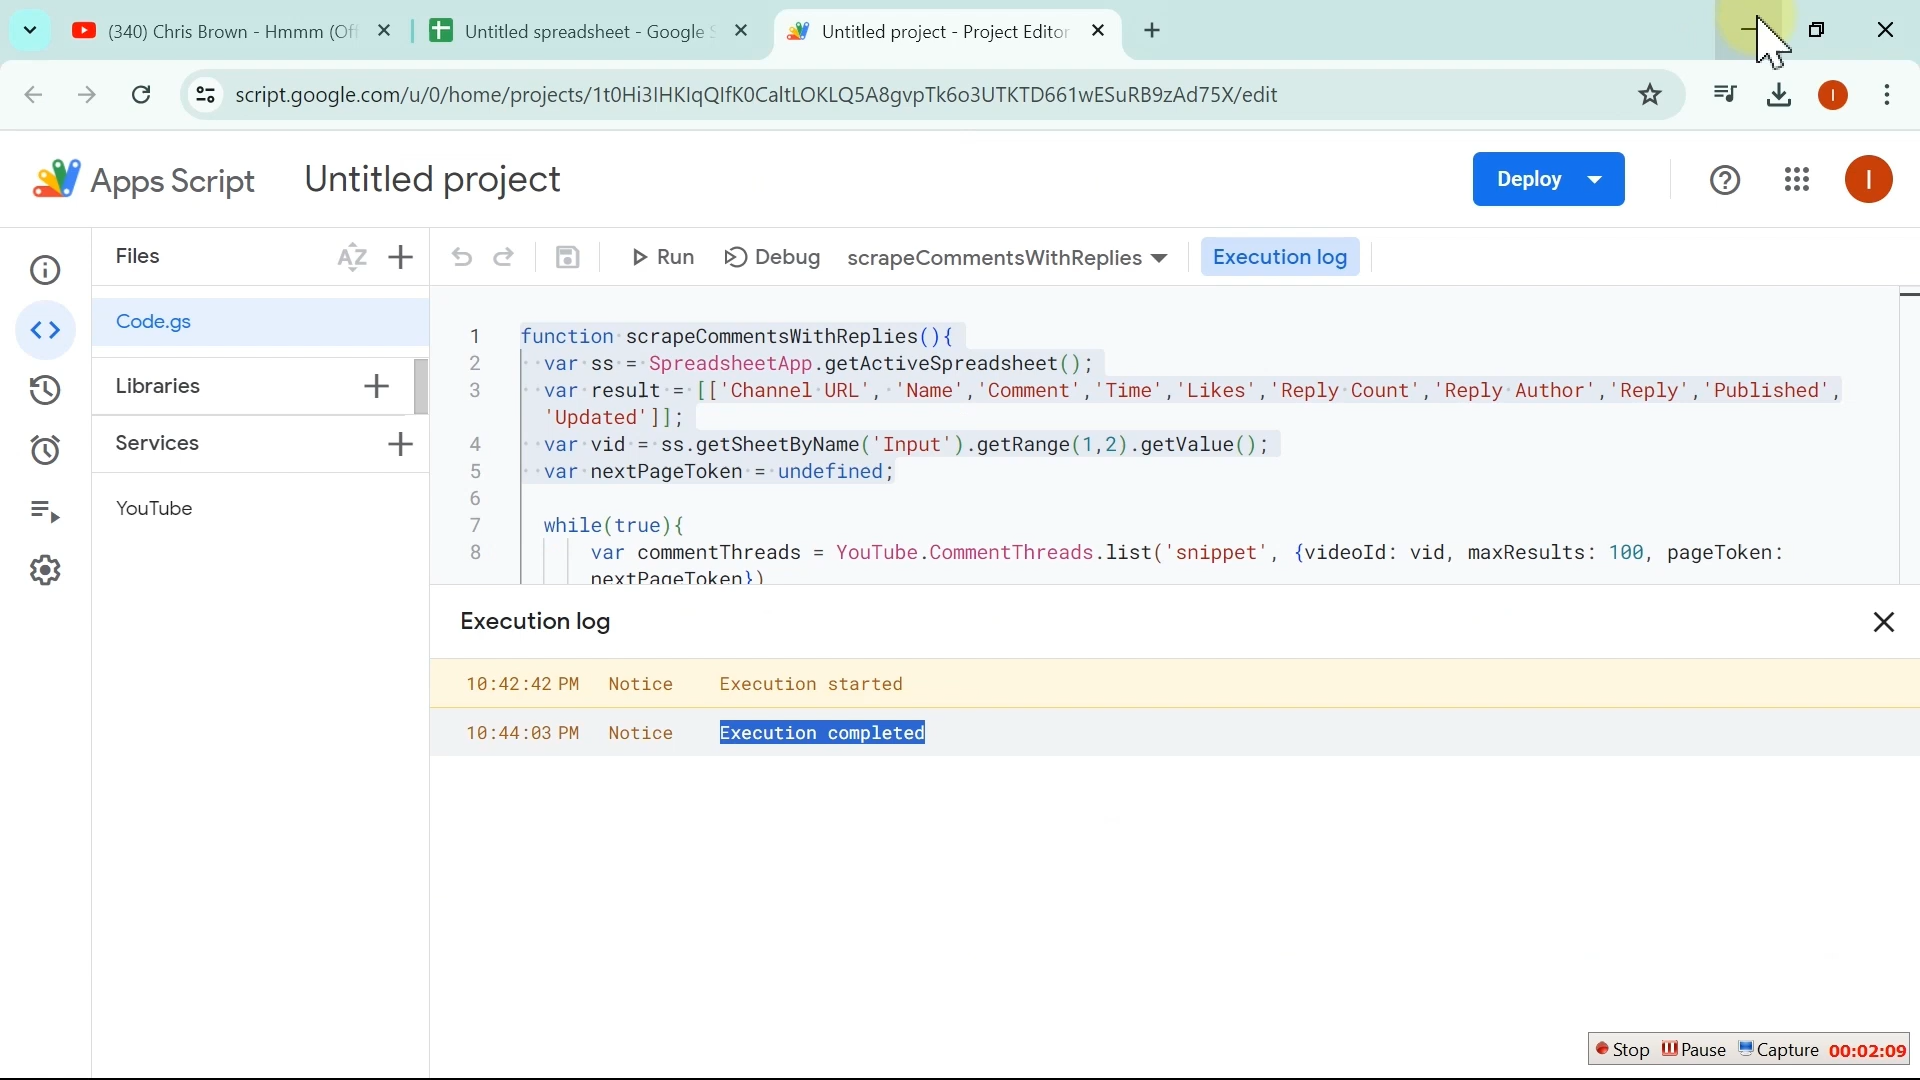 (340) Chris Brown - Hmmm (Off
Untitled spreadsheet - Google S
Untitled project - Project Editor
script.google.com/u/0/home/projects/1t0Hi3IHKlqQlfK0CaltLOKLQ5A8gvpTk6o3UTKTD661wESuRB9zAd75X/edit
I
Apps Script
Untitled project
Deploy
I
Files
AZ
Run
Debug
scrapeCommentsWithReplies
Execution log
Code.gs
Libraries
Services
YouTube
1 function scrapeCommentsWithReplies(){
2 var ss = SpreadsheetApp.getActiveSpreadsheet();
3 var result = [['Channel URL', 'Name','Comment','Time','Likes','Reply Count','Reply Author','Reply','Published',
'Updated']];
4 var vid = ss.getSheetByName('Input').getRange(1,2).getValue();
5 var nextPageToken = undefined;
6
7 while(true){
8 var commentThreads = YouTube.CommentThreads.list('snippet', {videoId: vid, maxResults: 100, pageToken:
nextPageToken})
Execution log
10:42:42 PM Notice Execution started
10:44:03 PM Notice Execution completed
Stop Pause Capture 00:02:09